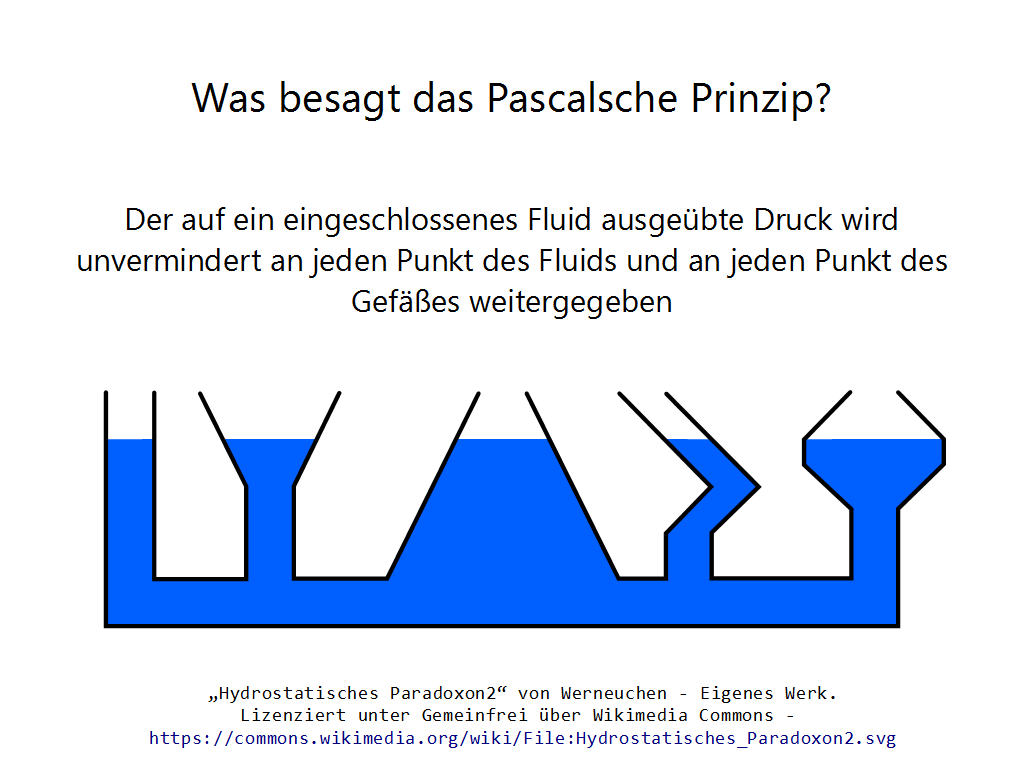 Was besagt das Pascalsche Prinzip?
Der auf ein eingeschlossenes Fluid ausgeübte Druck wird
unvermindert an jeden Punkt des Fluids und an jeden Punkt des
Gefäßes weitergegeben
„Hydrostatisches Paradoxon2“ von Werneuchen - Eigenes Werk.
Lizenziert unter Gemeinfrei über Wikimedia Commons -
https://commons.wikimedia.org/wiki/File:Hydrostatisches_Paradoxon2.svg